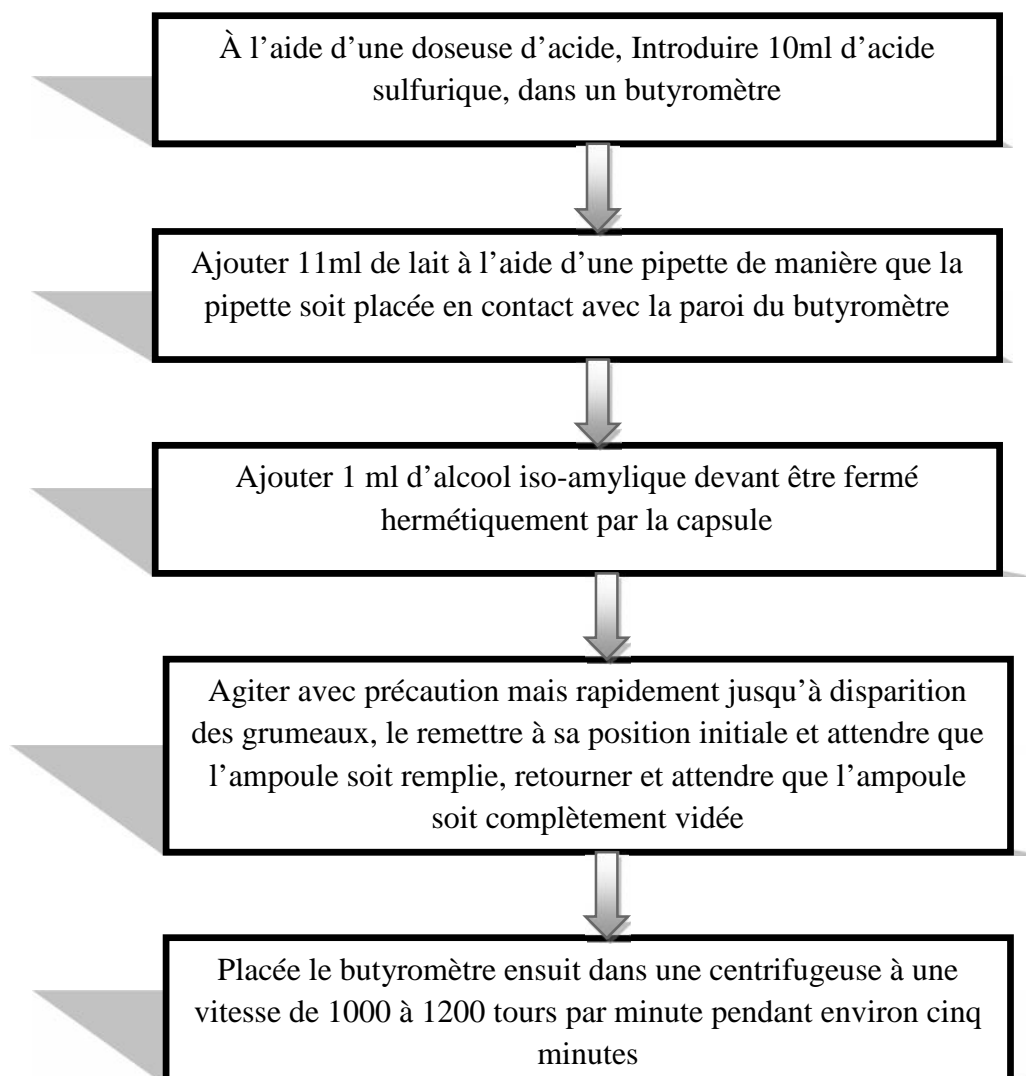 À l’aide d’une doseuse d’acide, Introduire 10ml d’acide
sulfurique, dans un butyromètre
Ajouter 11ml de lait à l’aide d’une pipette de manière que la
pipette soit placée en contact avec la paroi du butyromètre
Ajouter 1 ml d’alcool iso-amylique devant être fermé
hermétiquement par la capsule
Agiter avec précaution mais rapidement jusqu’à disparition
des grumeaux, le remettre à sa position initiale et attendre que
l’ampoule soit remplie, retourner et attendre que l’ampoule
soit complètement vidée
Placée le butyromètre ensuit dans une centrifugeuse à une
vitesse de 1000 à 1200 tours par minute pendant environ cinq
minutes